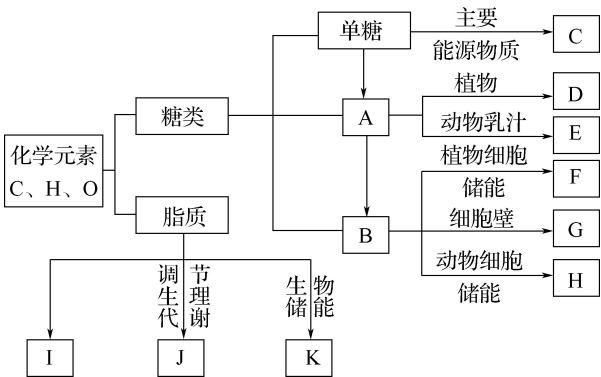 单糖
主要
能源物质
C
糖类
A
植物
D
动物乳汁
E
化学元素
C、H、O
植物细胞
储能
F
脂质
B
细胞壁
G
动物细胞
储能
H
调节
生理
代谢
生物
储能
I
J
K